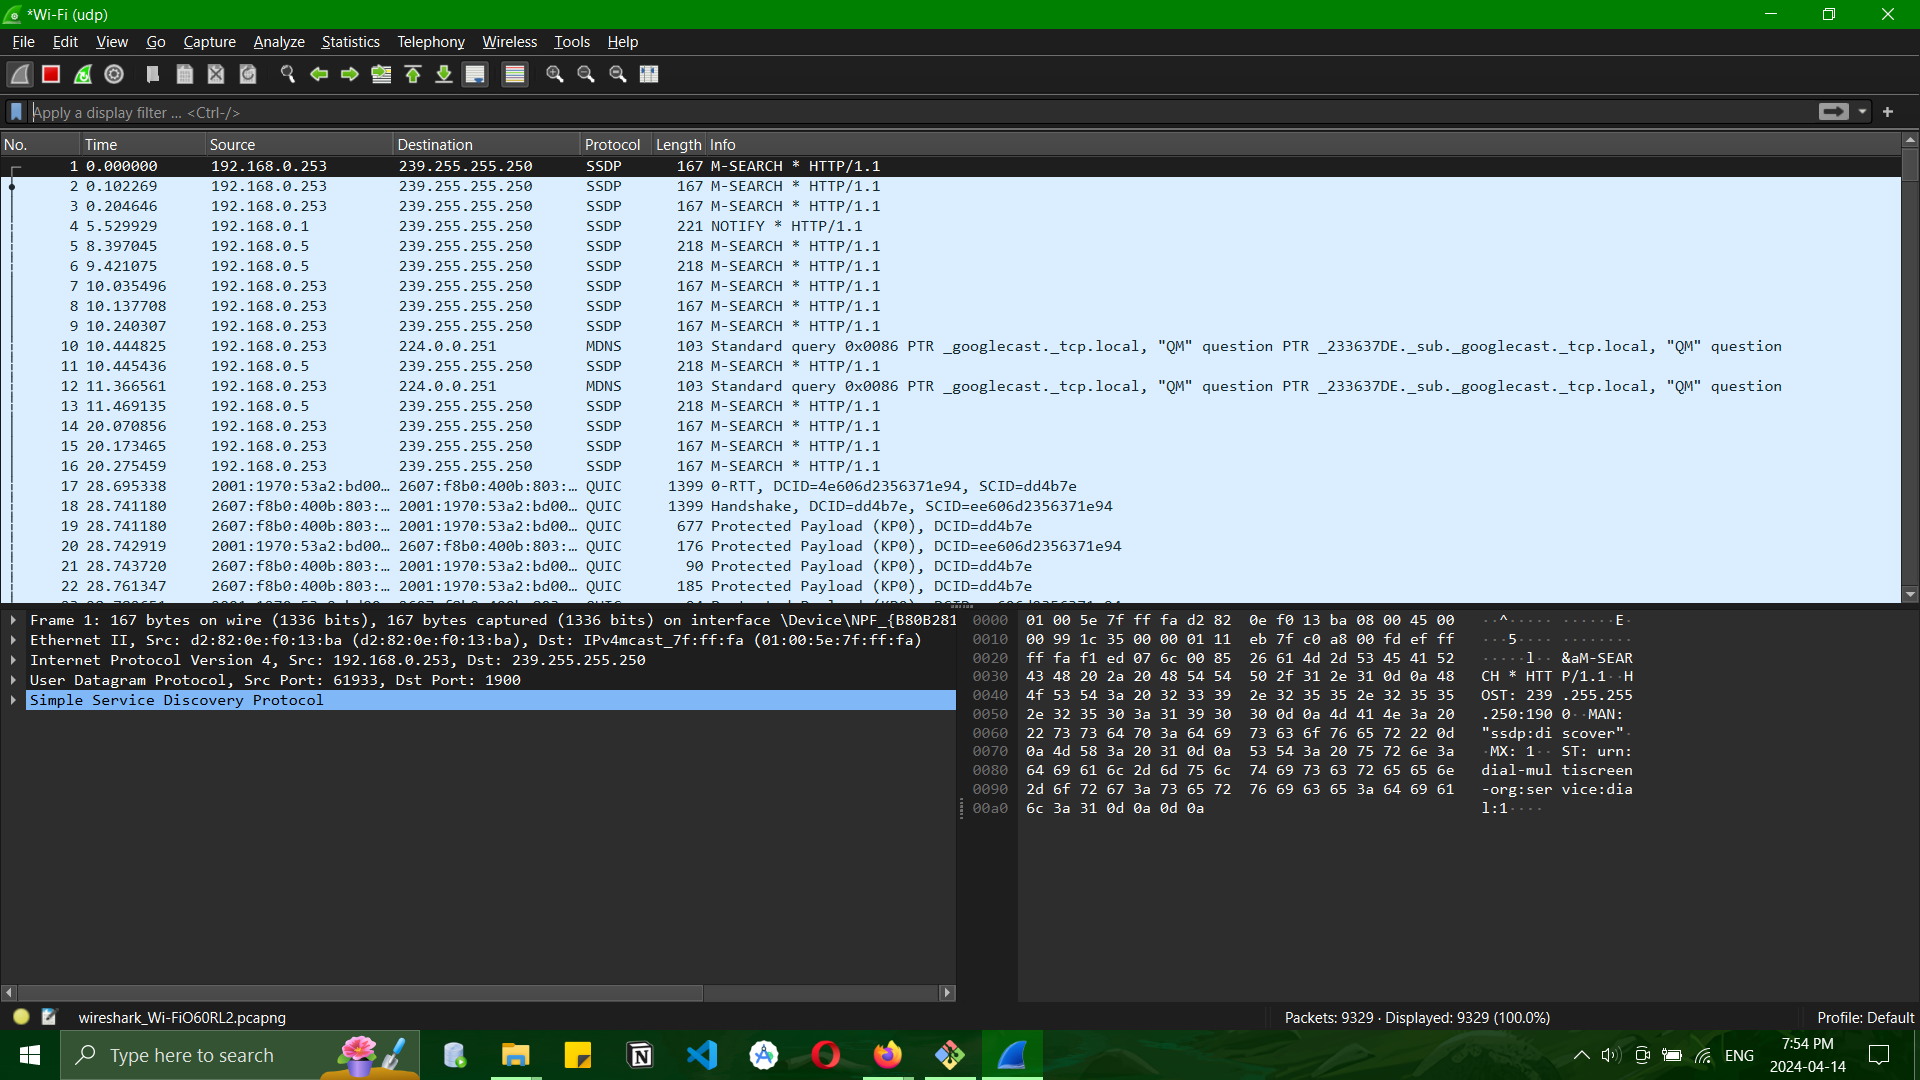 *Wi-Fi (udp)
File Edit View Go Capture Analyze Statistics Telephony Wireless Tools Help
Apply a display filter ... <Ctrl-/>
No. Time Source Destination Protocol Length Info
1 0.000000 192.168.0.253 239.255.255.250 SSDP 167 M-SEARCH * HTTP/1.1
2 0.102269 192.168.0.253 239.255.255.250 SSDP 167 M-SEARCH * HTTP/1.1
3 0.204646 192.168.0.253 239.255.255.250 SSDP 167 M-SEARCH * HTTP/1.1
4 5.529929 192.168.0.1 239.255.255.250 SSDP 221 NOTIFY * HTTP/1.1
5 8.397045 192.168.0.5 239.255.255.250 SSDP 218 M-SEARCH * HTTP/1.1
6 9.421075 192.168.0.5 239.255.255.250 SSDP 218 M-SEARCH * HTTP/1.1
7 10.035496 192.168.0.253 239.255.255.250 SSDP 167 M-SEARCH * HTTP/1.1
8 10.137708 192.168.0.253 239.255.255.250 SSDP 167 M-SEARCH * HTTP/1.1
9 10.240307 192.168.0.253 239.255.255.250 SSDP 167 M-SEARCH * HTTP/1.1
10 10.444825 192.168.0.253 224.0.0.251 MDNS 103 Standard query 0x0086 PTR _googlecast._tcp.local, "QM" question PTR _233637DE._sub._googlecast._tcp.local, "QM" question
11 10.445436 192.168.0.5 239.255.255.250 SSDP 218 M-SEARCH * HTTP/1.1
12 11.366561 192.168.0.253 224.0.0.251 MDNS 103 Standard query 0x0086 PTR _googlecast._tcp.local, "QM" question PTR _233637DE._sub._googlecast._tcp.local, "QM" question
13 11.469135 192.168.0.5 239.255.255.250 SSDP 218 M-SEARCH * HTTP/1.1
14 20.070856 192.168.0.253 239.255.255.250 SSDP 167 M-SEARCH * HTTP/1.1
15 20.173465 192.168.0.253 239.255.255.250 SSDP 167 M-SEARCH * HTTP/1.1
16 20.275459 192.168.0.253 239.255.255.250 SSDP 167 M-SEARCH * HTTP/1.1
17 28.695338 2001:1970:53a2:bd00… 2607:f8b0:400b:803:… QUIC 1399 0-RTT, DCID=4e606d2356371e94, SCID=dd4b7e
18 28.741180 2607:f8b0:400b:803:… 2001:1970:53a2:bd00… QUIC 1399 Handshake, DCID=dd4b7e, SCID=ee606d2356371e94
19 28.741180 2607:f8b0:400b:803:… 2001:1970:53a2:bd00… QUIC 677 Protected Payload (KP0), DCID=dd4b7e
20 28.742919 2001:1970:53a2:bd00… 2607:f8b0:400b:803:… QUIC 176 Protected Payload (KP0), DCID=ee606d2356371e94
21 28.743720 2607:f8b0:400b:803:… 2001:1970:53a2:bd00… QUIC 90 Protected Payload (KP0), DCID=dd4b7e
22 28.761347 2607:f8b0:400b:803:… 2001:1970:53a2:bd00… QUIC 185 Protected Payload (KP0), DCID=dd4b7e
Frame 1: 167 bytes on wire (1336 bits), 167 bytes captured (1336 bits) on interface \Device\NPF_{B80B281
Ethernet II, Src: d2:82:0e:f0:13:ba (d2:82:0e:f0:13:ba), Dst: IPv4mcast_7f:ff:fa (01:00:5e:7f:ff:fa)
Internet Protocol Version 4, Src: 192.168.0.253, Dst: 239.255.255.250
User Datagram Protocol, Src Port: 61933, Dst Port: 1900
Simple Service Discovery Protocol
0000 01 00 5e 7f ff fa d2 82 0e f0 13 ba 08 00 45 00 ··^····· ······E·
0010 00 99 1c 35 00 00 01 11 eb 7f c0 a8 00 fd ef ff ···5···· ········
0020 ff fa f1 ed 07 6c 00 85 26 61 4d 2d 53 45 41 52 ·····l·· &aM-SEAR
0030 43 48 20 2a 20 48 54 54 50 2f 31 2e 31 0d 0a 48 CH * HTT P/1.1··H
0040 4f 53 54 3a 20 32 33 39 2e 32 35 35 2e 32 35 35 OST: 239 .255.255
0050 2e 32 35 30 3a 31 39 30 30 0d 0a 4d 41 4e 3a 20 .250:190 0··MAN:
0060 22 73 73 64 70 3a 64 69 73 63 6f 76 65 72 22 0d "ssdp:di scover"·
0070 0a 4d 58 3a 20 31 0d 0a 53 54 3a 20 75 72 6e 3a ·MX: 1·· ST: urn:
0080 64 69 61 6c 2d 6d 75 6c 74 69 73 63 72 65 65 6e dial-mul tiscreen
0090 2d 6f 72 67 3a 73 65 72 76 69 63 65 3a 64 69 61 -org:ser vice:dia
00a0 6c 3a 31 0d 0a 0d 0a l:1····
wireshark_Wi-FiO60RL2.pcapng
Packets: 9329 · Displayed: 9329 (100.0%)
Profile: Default
Type here to search
ENG
7:54 PM
2024-04-14